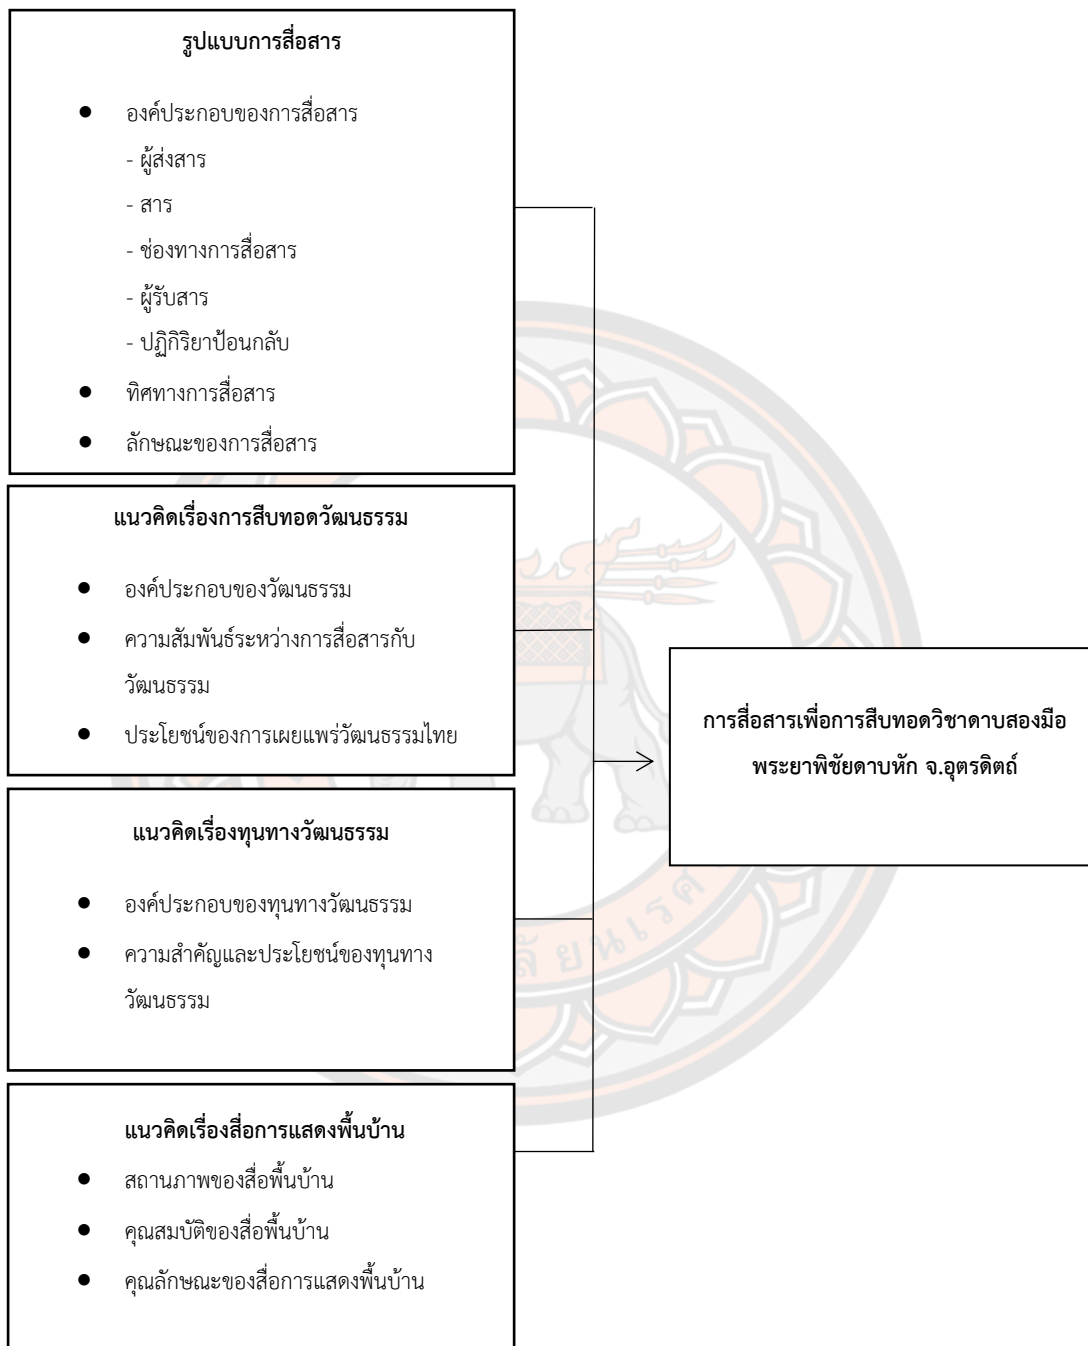 รูปแบบการสื่อสาร
● องค์ประกอบของการสื่อสาร
- ผู้ส่งสาร
- สาร
- ช่องทางการสื่อสาร
- ผู้รับสาร
- ปฏิกิริยาป้อนกลับ
● ทิศทางการสื่อสาร
● ลักษณะของการสื่อสาร
แนวคิดเรื่องการสืบทอดวัฒนธรรม
● องค์ประกอบของวัฒนธรรม
● ความสัมพันธ์ระหว่างการสื่อสารกับ
วัฒนธรรม
● ประโยชน์ของการเผยแพร่วัฒนธรรมไทย
แนวคิดเรื่องทุนทางวัฒนธรรม
● องค์ประกอบของทุนทางวัฒนธรรม
● ความสำคัญและประโยชน์ของทุนทาง
วัฒนธรรม
แนวคิดเรื่องสื่อการแสดงพื้นบ้าน
● สถานภาพของสื่อพื้นบ้าน
● คุณสมบัติของสื่อพื้นบ้าน
● คุณลักษณะของสื่อการแสดงพื้นบ้าน
การสื่อสารเพื่อการสืบทอดวิชาดาบสองมือ
พระยาพิชัยดาบหัก จ.อุตรดิตถ์
ลัยนเรศ